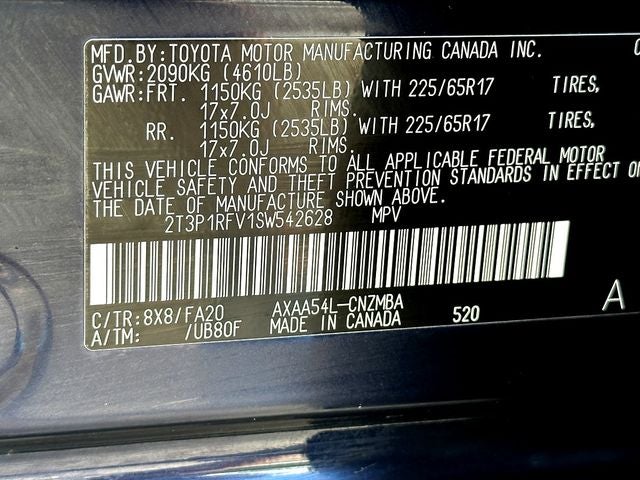 MFD.BY:TOYOTA MOTOR MANUFACTURING CANADA INC.
GVWR:2090KG (4610LB)
GAWR:FRT. 1150KG (2535LB) WITH 225/65R17 TIRES,
17x7.0J RIMS.
RR. 1150KG (2535LB) WITH 225/65R17 TIRES,
17x7.0J RIMS.
THIS VEHICLE CONFORMS TO ALL APPLICABLE FEDERAL MOTOR
VEHICLE SAFETY AND THEFT PREVENTION STANDARDS IN EFFECT ON
THE DATE OF MANUFACTURE SHOWN ABOVE.
2T3P1RFV1SW542628 MPV
C/TR:8X8/FA20 AXAA54L-CNZMBA 520 A
A/TM: /UB80F MADE IN CANADA